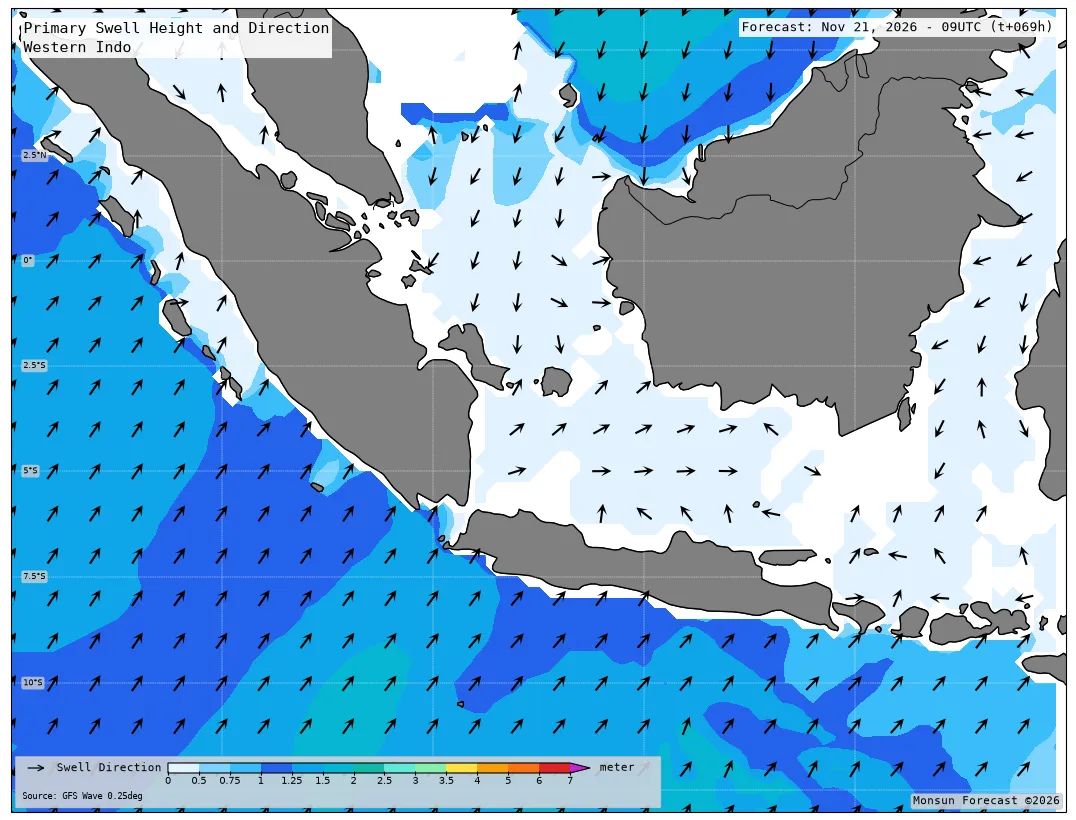 Primary Swell Height and Direction
Western Indo
Forecast: Nov 21, 2026 - 09UTC (t+069h)
2.5°N
0°
2.5°S
5°S
7.5°S
10°S
Swell Direction
0 0.5 0.75 1 1.25 1.5 2 2.5 3 3.5 4 5 6 7
meter
Source: GFS Wave 0.25deg
Monsun Forecast ©2026